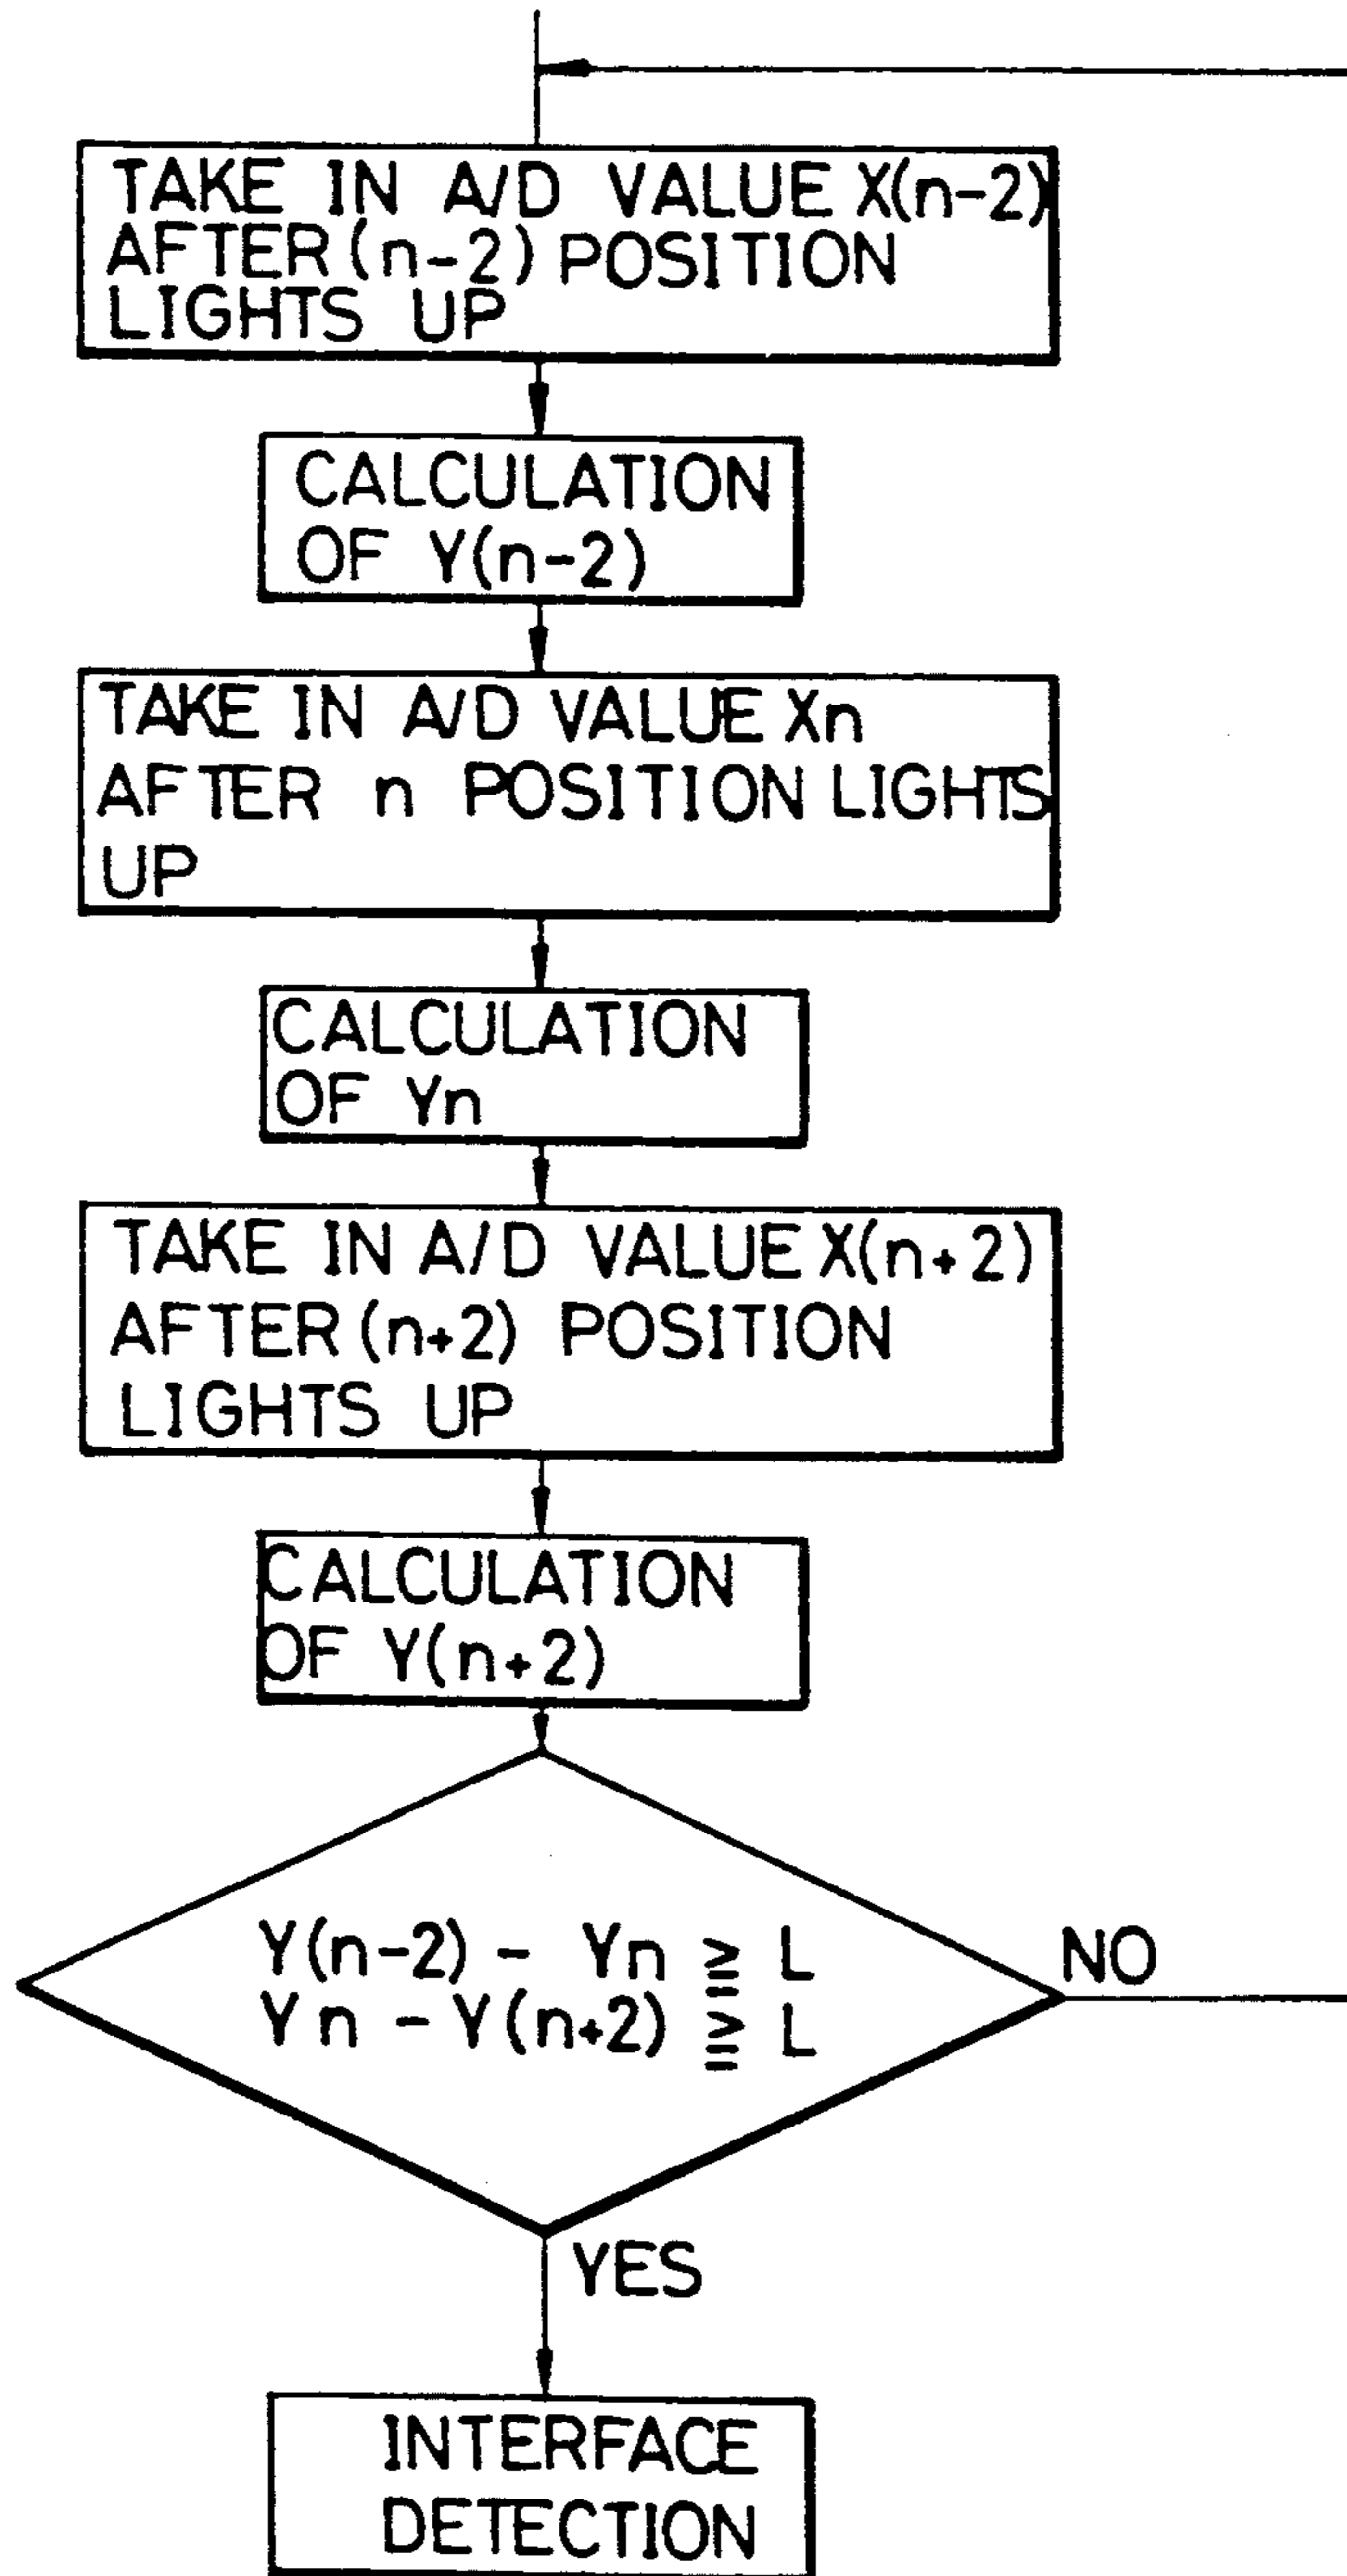 TAKE IN A/D VALUE X(n-2)
AFTER (n-2) POSITION
LIGHTS UP
CALCULATION
OF Y(n-2)
TAKE IN A/D VALUE Xn
AFTER n POSITION LIGHTS
UP
CALCULATION
OF Yn
TAKE IN A/D VALUE X(n+2)
AFTER (n+2) POSITION
LIGHTS UP
CALCULATION
OF Y(n+2)
Y(n-2) - Yn ≧ L
Yn - Y(n+2) ≧ L
NO
YES
INTERFACE
DETECTION